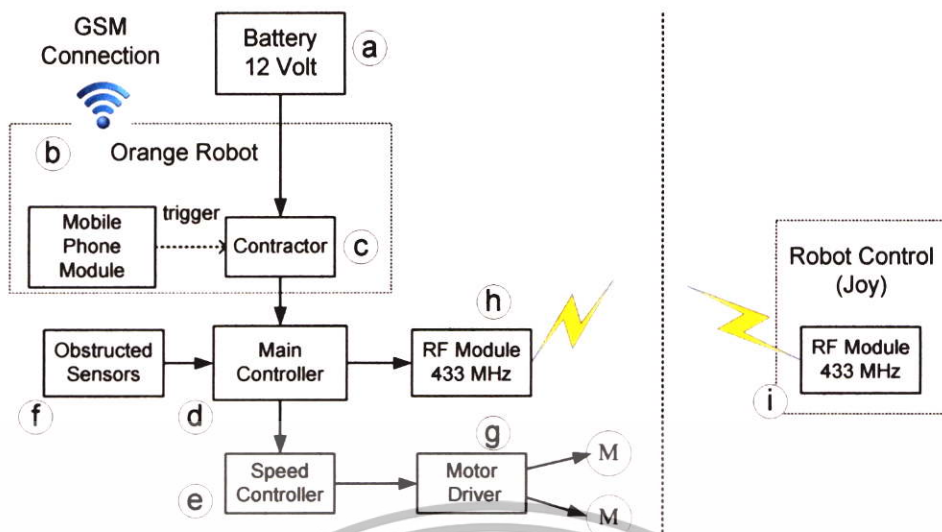 GSM
Connection
Battery
12 Volt
a
b
Orange Robot
Mobile
Phone
Module
trigger
Contractor
c
h
Obstructed
Sensors
f
Main
Controller
d
RF Module
433 MHz
g
Speed
Controller
e
Motor
Driver
M
M
Robot Control
(Joy)
RF Module
433 MHz
i